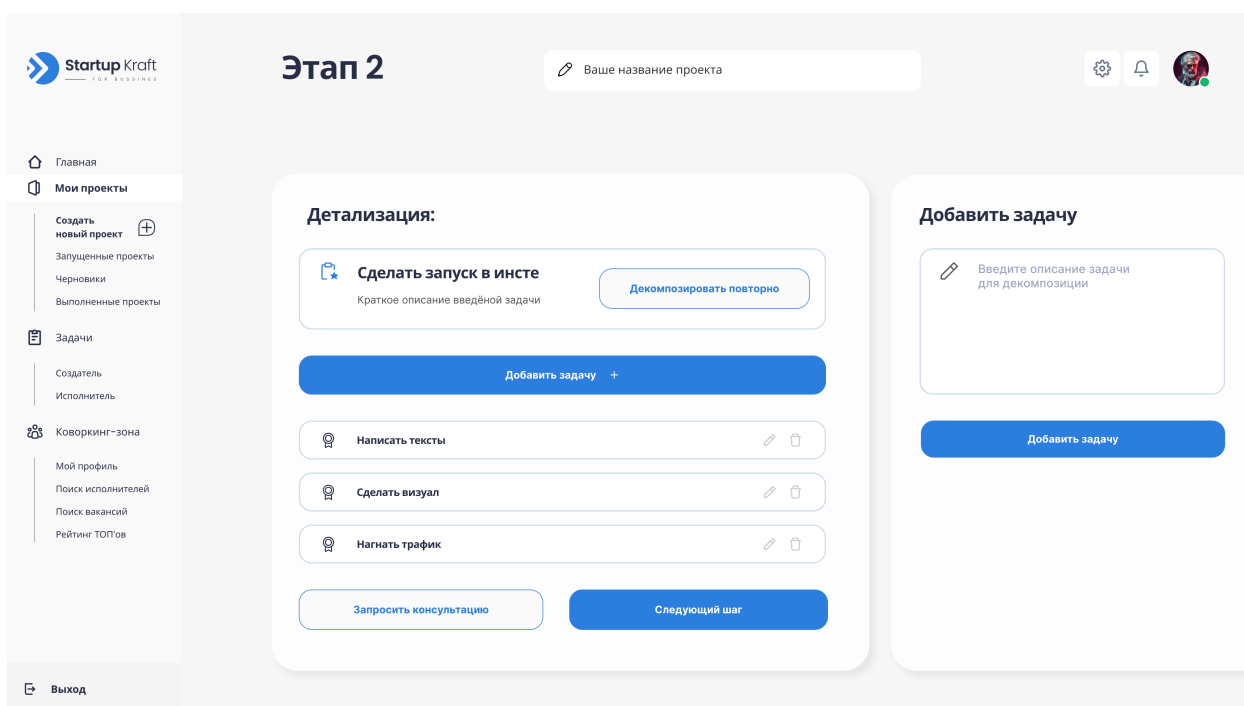 Startup Kraft
FOR BUSSINES
Этап 2
Ваше название проекта
Главная
Мои проекты
Создать
новый проект
Запущенные проекты
Черновики
Выполненные проекты
Задачи
Создатель
Исполнитель
Коворкинг-зона
Мой профиль
Поиск исполнителей
Поиск вакансий
Рейтинг ТОП'ов
Выход
Детализация:
Сделать запуск в инсте
Краткое описание введёной задачи
Декомпозировать повторно
Добавить задачу +
Написать тексты
Сделать визуал
Нагнать трафик
Запросить консультацию
Следующий шаг
Добавить задачу
Введите описание задачи
для декомпозиции
Добавить задачу